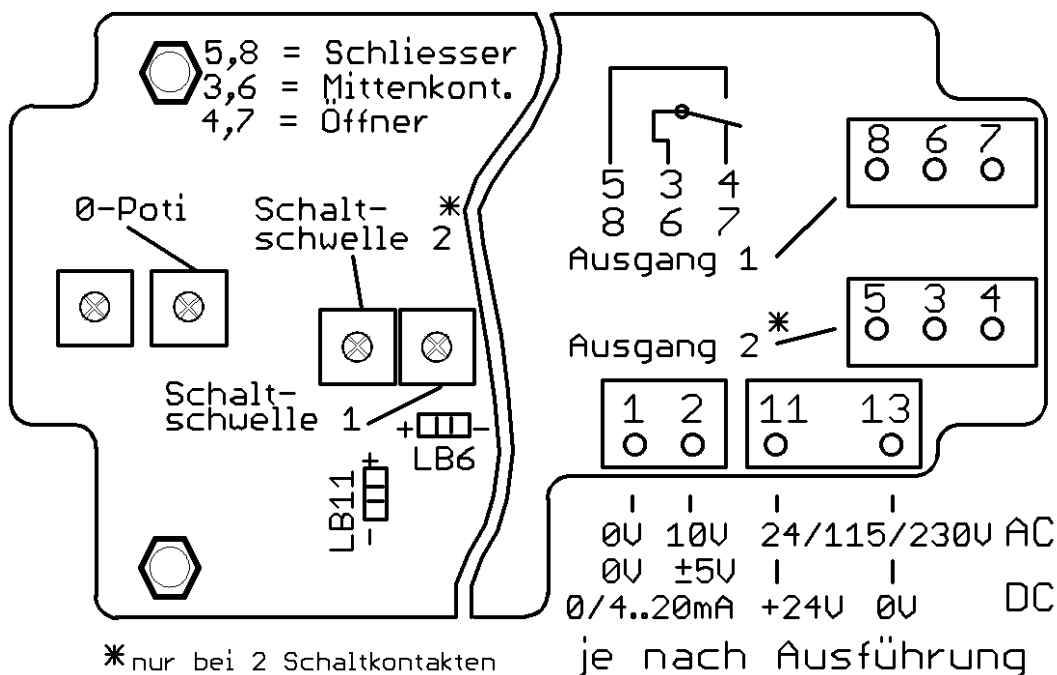 5,8 = Schliesser
3,6 = Mittenkont.
4,7 = Öffner
0-Poti
Schalt-
schwelle 2 *
Schalt-
schwelle 1
+ -
LB6
+
LB11
-
5 3 4
8 6 7
Ausgang 1
8 6 7
Ausgang 2 *
5 3 4
1 2 11 13
0V 10V 24/115/230V AC
0V ±5V
0/4..20mA +24V 0V DC
* nur bei 2 Schaltkontakten
je nach Ausführung